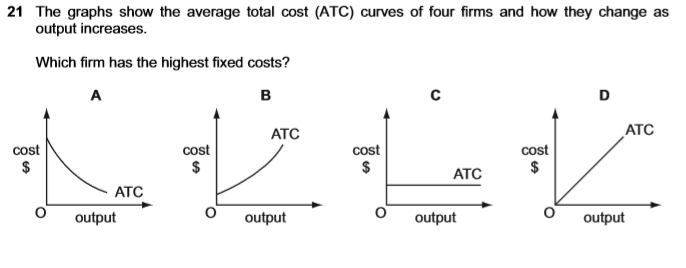 21 The graphs show the average total cost (ATC) curves of four firms and how they change as
output increases.
Which firm has the highest fixed costs?
A
cost
$
ATC
O
output
B
cost
$
ATC
O
output
C
cost
$
ATC
O
output
D
cost
$
ATC
O
output